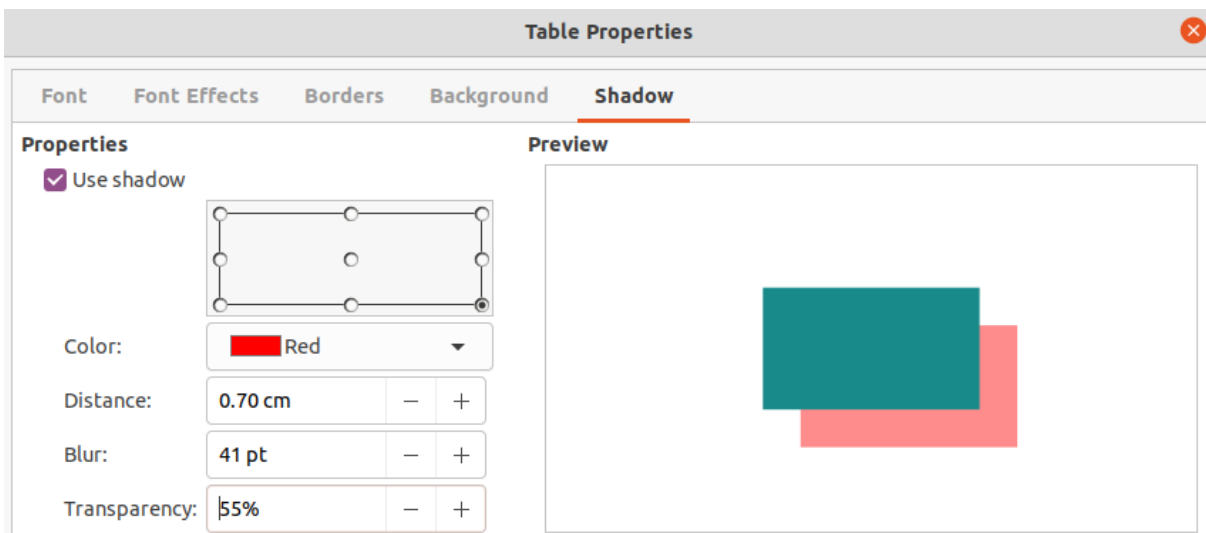 Table Properties
Font Font Effects Borders Background Shadow
Properties
Preview
Use shadow
Color: Red
Distance: 0.70 cm
Blur: 41 pt
Transparency: 55%